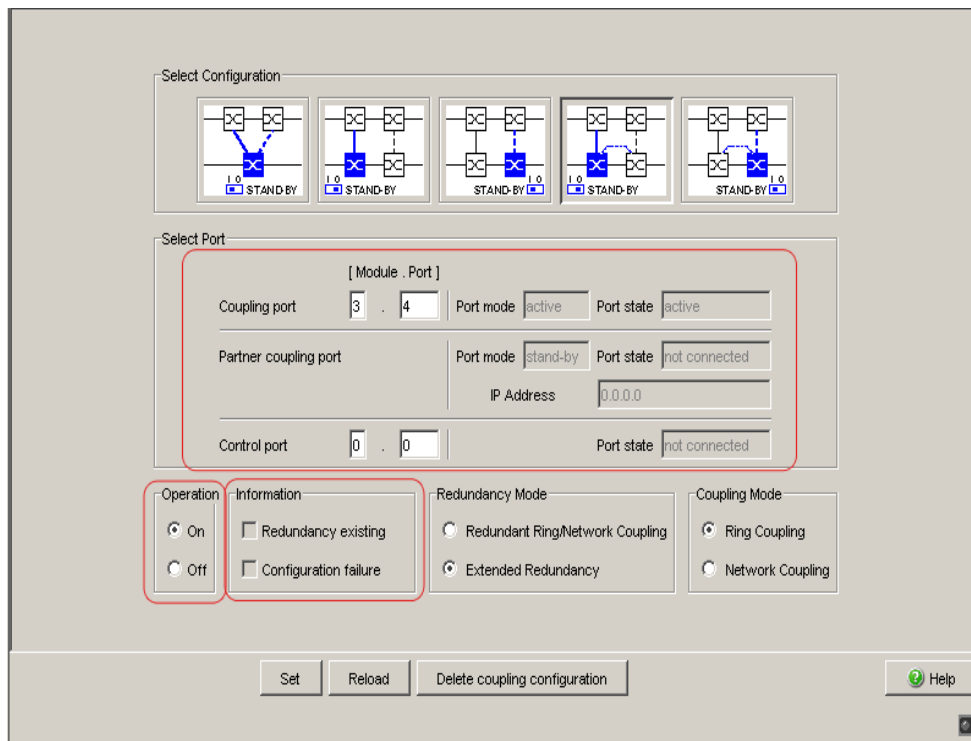 Select Configuration
I 0 STAND-BY
I 0 STAND-BY
I 0 STAND-BY
I 0 STAND-BY
I 0 STAND-BY
Select Port
[ Module . Port ]
Coupling port 3 . 4 Port mode active Port state active
Partner coupling port Port mode stand-by Port state not connected
IP Address 0.0.0.0
Control port 0 . 0 Port state not connected
Operation Information Redundancy Mode Coupling Mode
On Redundancy existing Redundant Ring/Network Coupling Ring Coupling
Off Configuration failure Extended Redundancy Network Coupling
Set Reload Delete coupling configuration Help